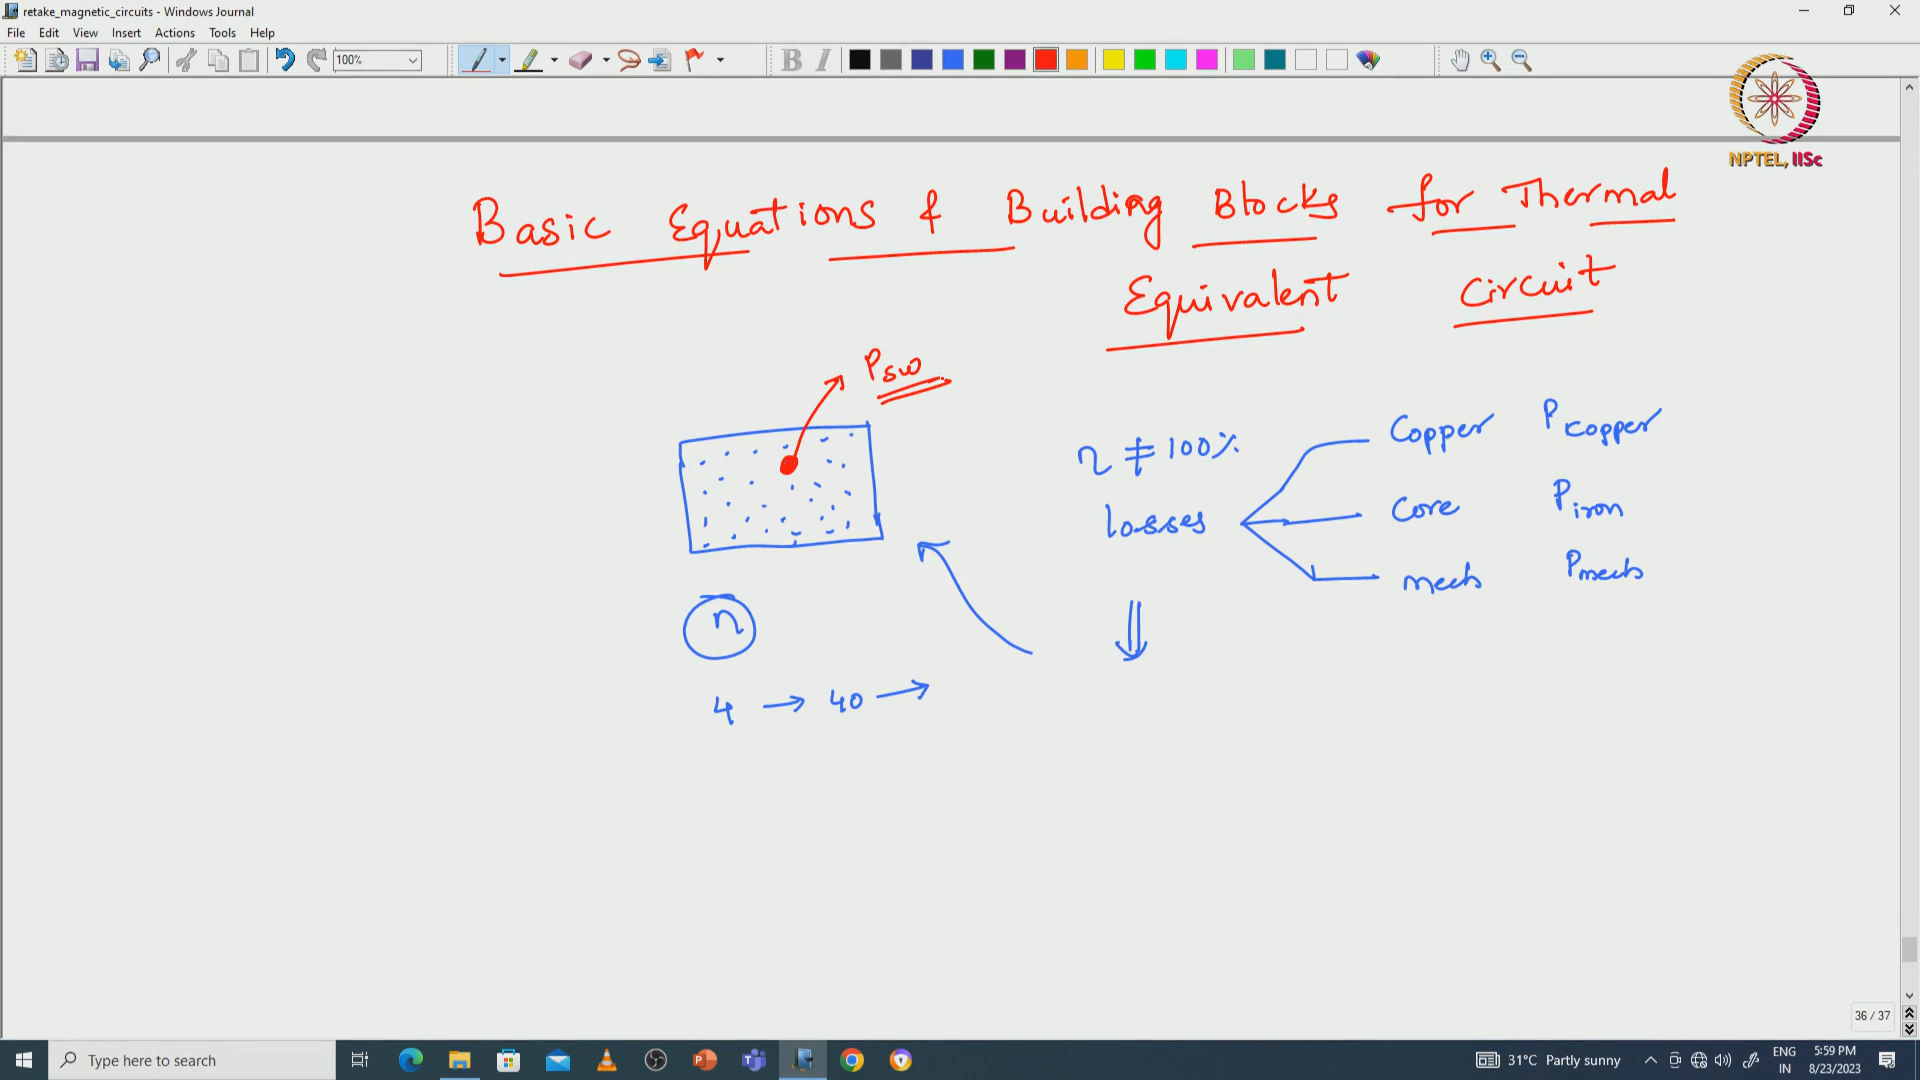 retake_magnetic_circuits - Windows Journal
File Edit View Insert Actions Tools Help
100%
NPTEL, IISc
Basic Equations & Building Blocks for Thermal
Equivalent Circuit
Psw
η ≠ 100%
losses
Copper Pcopper
Core Piron
mech Pmech
n
4 → 40 →
36 / 37
Type here to search
31°C Partly sunny
ENG
IN
5:59 PM
8/23/2023